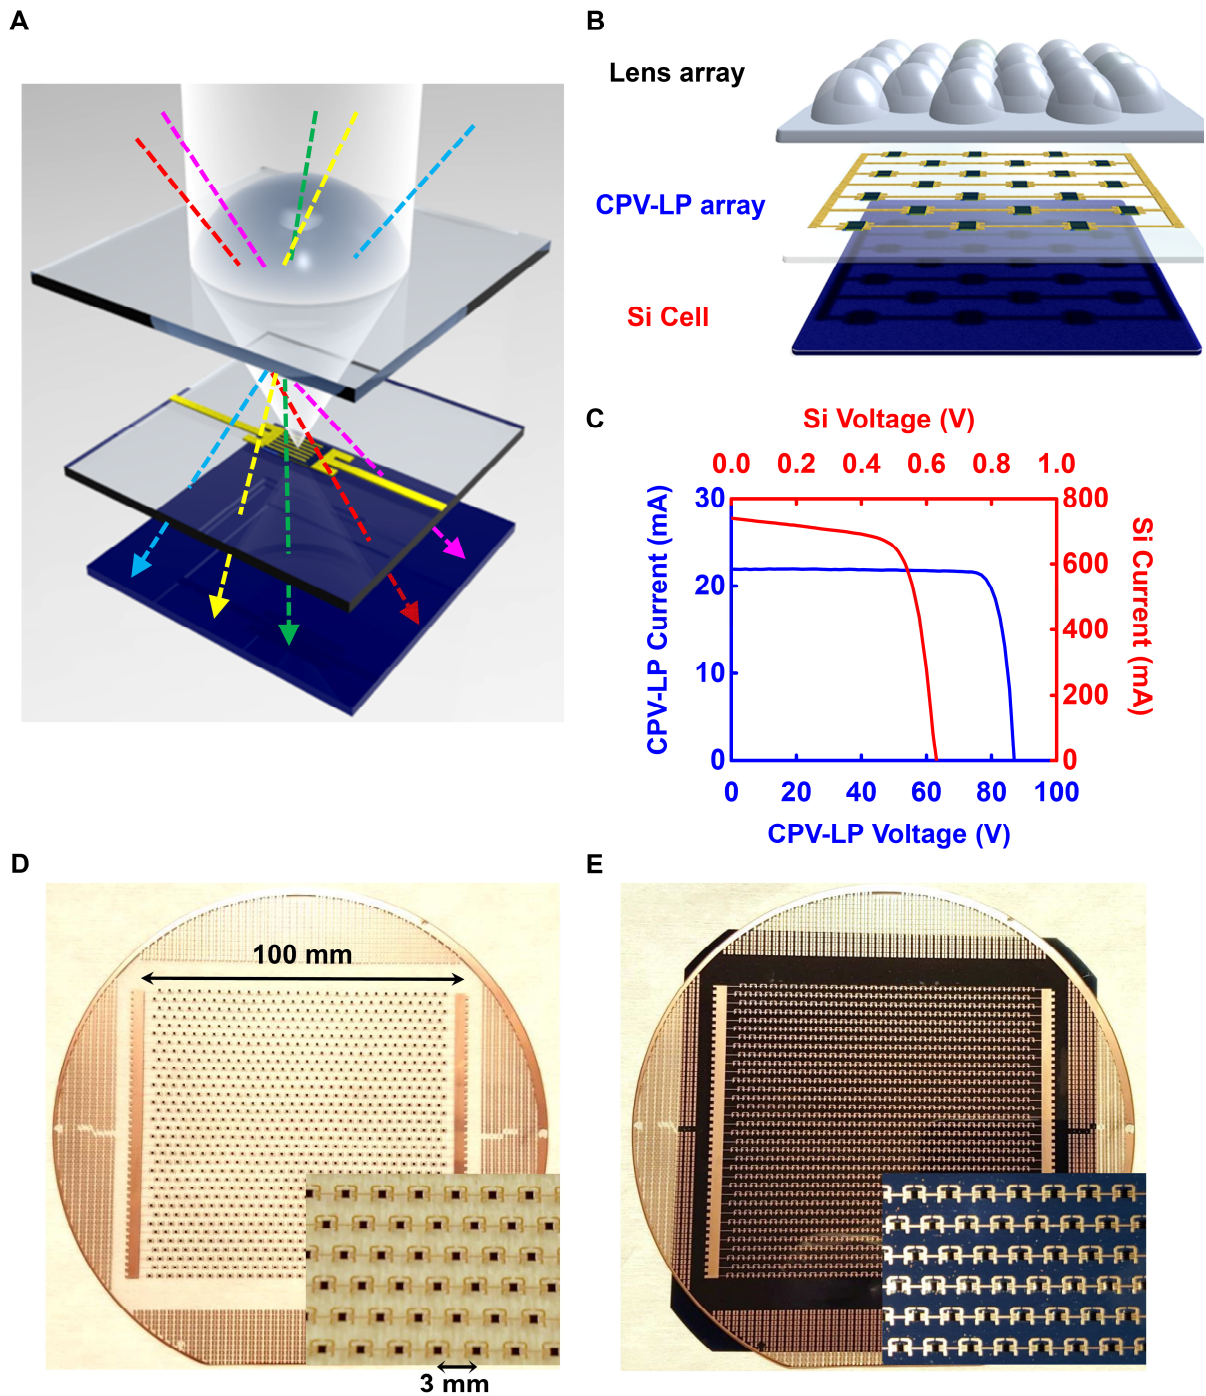 A
B
Lens array
CPV-LP array
Si Cell
C
Si Voltage (V)
0.0 0.2 0.4 0.6 0.8 1.0
30 800
600
20
400
10
200
0 0
CPV-LP Current (mA)
Si Current (mA)
0 20 40 60 80 100
CPV-LP Voltage (V)
D
E
100 mm
3 mm